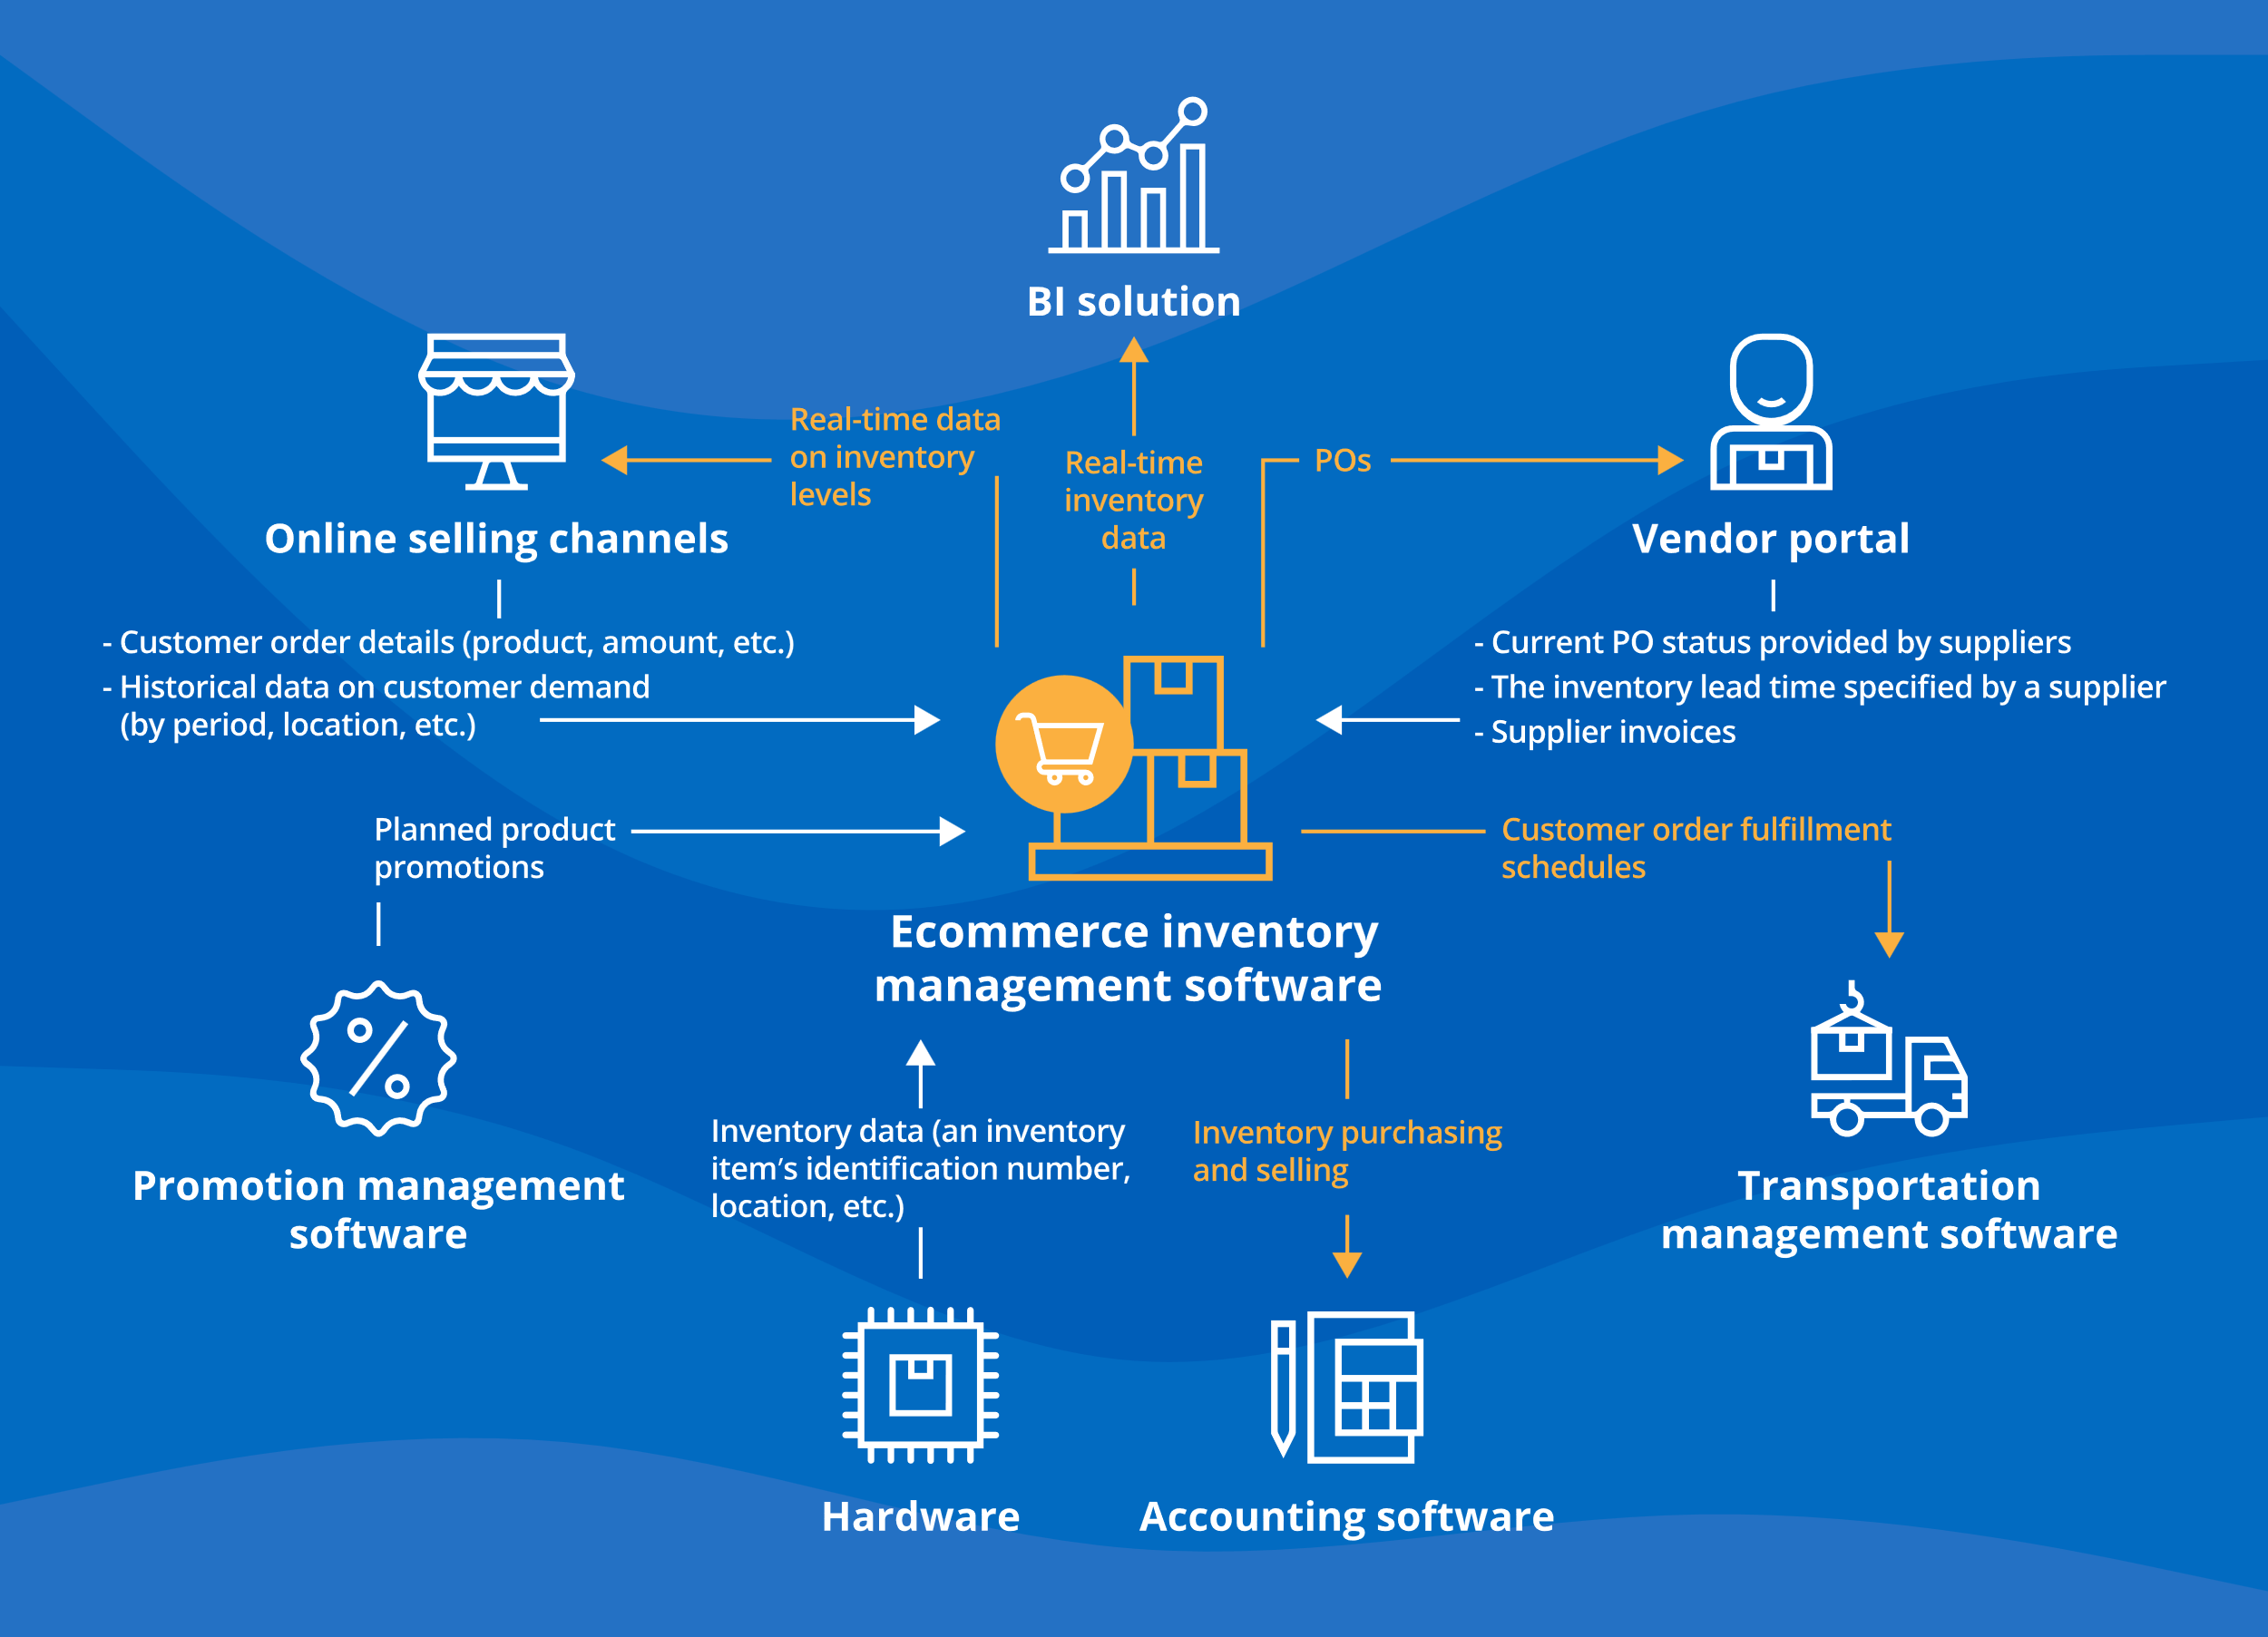 BI solution
Real-time data
on inventory
levels
Real-time
inventory
data
POs
Online selling channels
Vendor portal
- Customer order details (product, amount, etc.)
- Historical data on customer demand
(by period, location, etc.)
- Current PO status provided by suppliers
- The inventory lead time specified by a supplier
- Supplier invoices
Planned product
promotions
Customer order fulfillment
schedules
Ecommerce inventory
management software
Promotion management
software
Inventory data (an inventory
item’s identification number,
location, etc.)
Inventory purchasing
and selling
Transportation
management software
Hardware
Accounting software